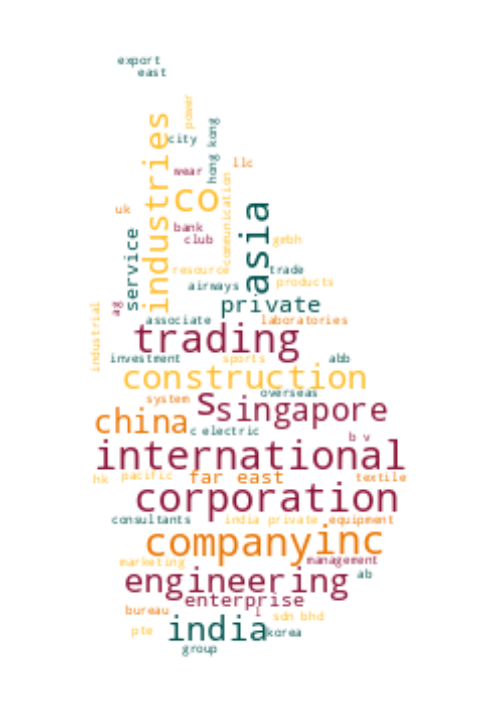 export
east
power
industries
city
hong kong
llc
wear
co
communication
uk
bank
club
asia
service
gmbh
resource
trade
airways
products
ag
private
associate
laboratories
industrial
trading
investment
sports
abb
construction
system
overseas
S
singapore
china
c electric
b v
international
hk
pacific
far east
textile
corporation
consultants
india private
equipment
company
inc
marketing
management
engineering
ab
enterprise
bureau
l
sdn bhd
pte
india
korea
group